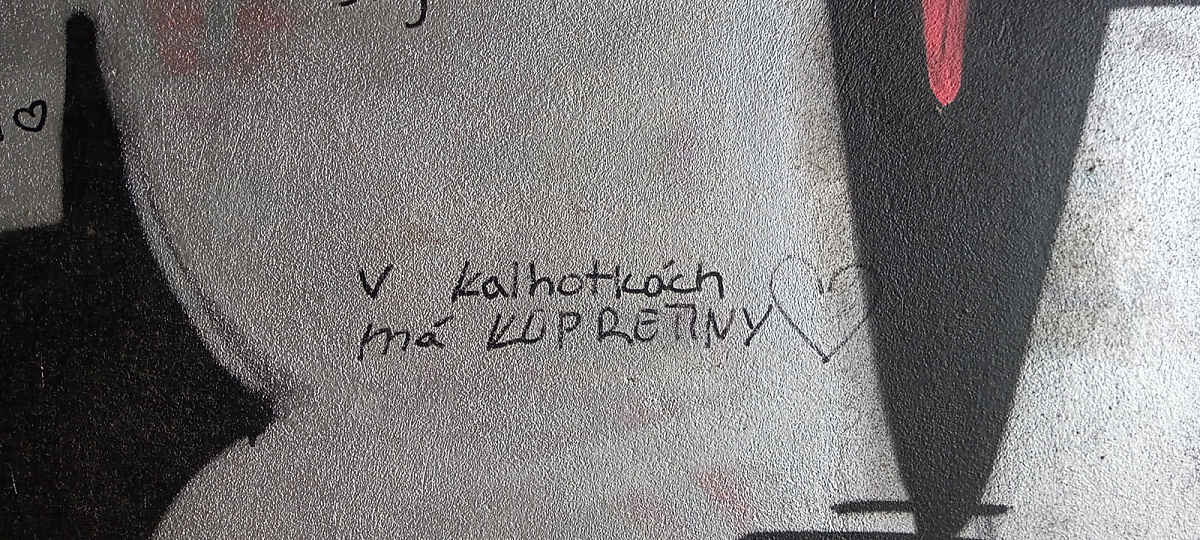 V kalhotkách
má KOPRETINY